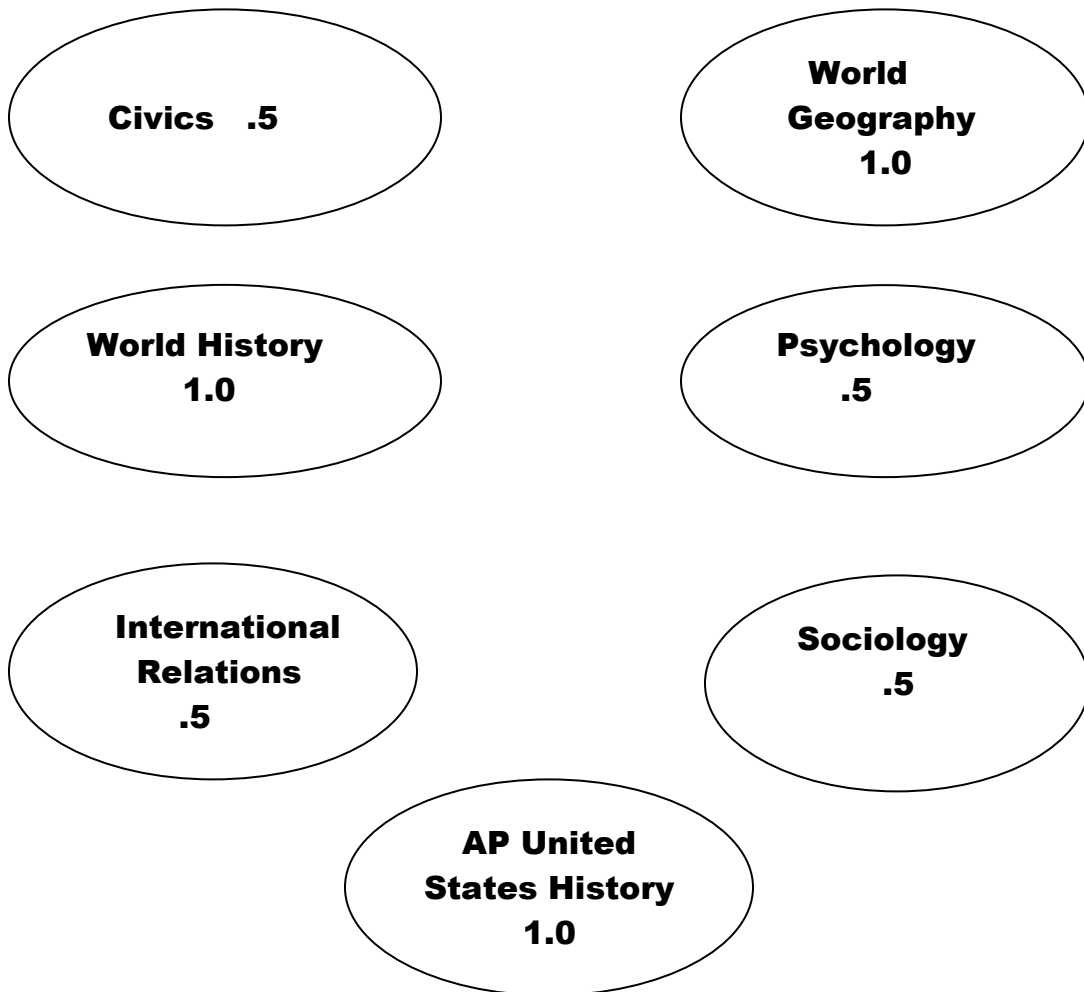 Civics .5
World
Geography
1.0
World History
1.0
Psychology
.5
International
Relations
.5
Sociology
.5
AP United
States History
1.0